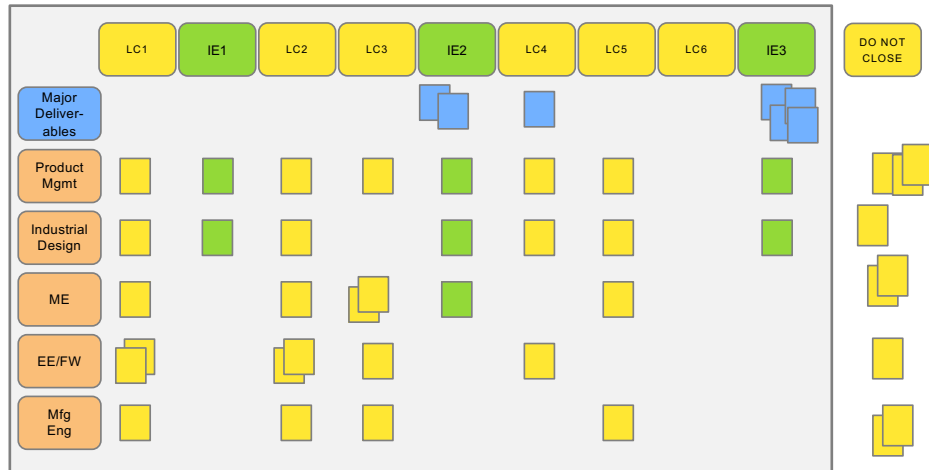 LC1
IE1
LC2
LC3
IE2
LC4
LC5
LC6
IE3
DO NOT
CLOSE
Major
Deliver-
ables
Product
Mgmt
Industrial
Design
ME
EE/FW
Mfg
Eng